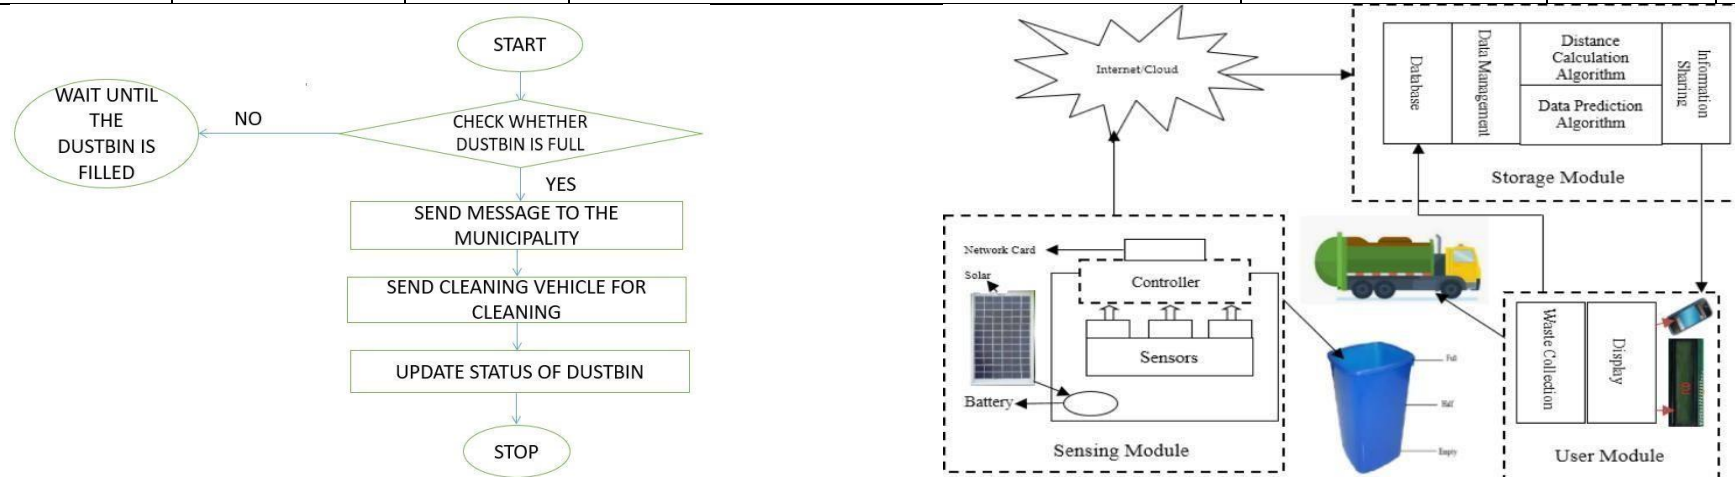 START
WAIT UNTIL
THE
DUSTBIN IS
FILLED
NO
CHECK WHETHER
DUSTBIN IS FULL
YES
SEND MESSAGE TO THE
MUNICIPALITY
SEND CLEANING VEHICLE FOR
CLEANING
UPDATE STATUS OF DUSTBIN
STOP
Internet/Cloud
Database
Data Management
Distance
Calculation
Algorithm
Data Prediction
Algorithm
Information
Sharing
Storage Module
Network Card
Solar
Controller
Sensors
Battery
Sensing Module
Full
Half
Empty
Waste Collection
Display
User Module